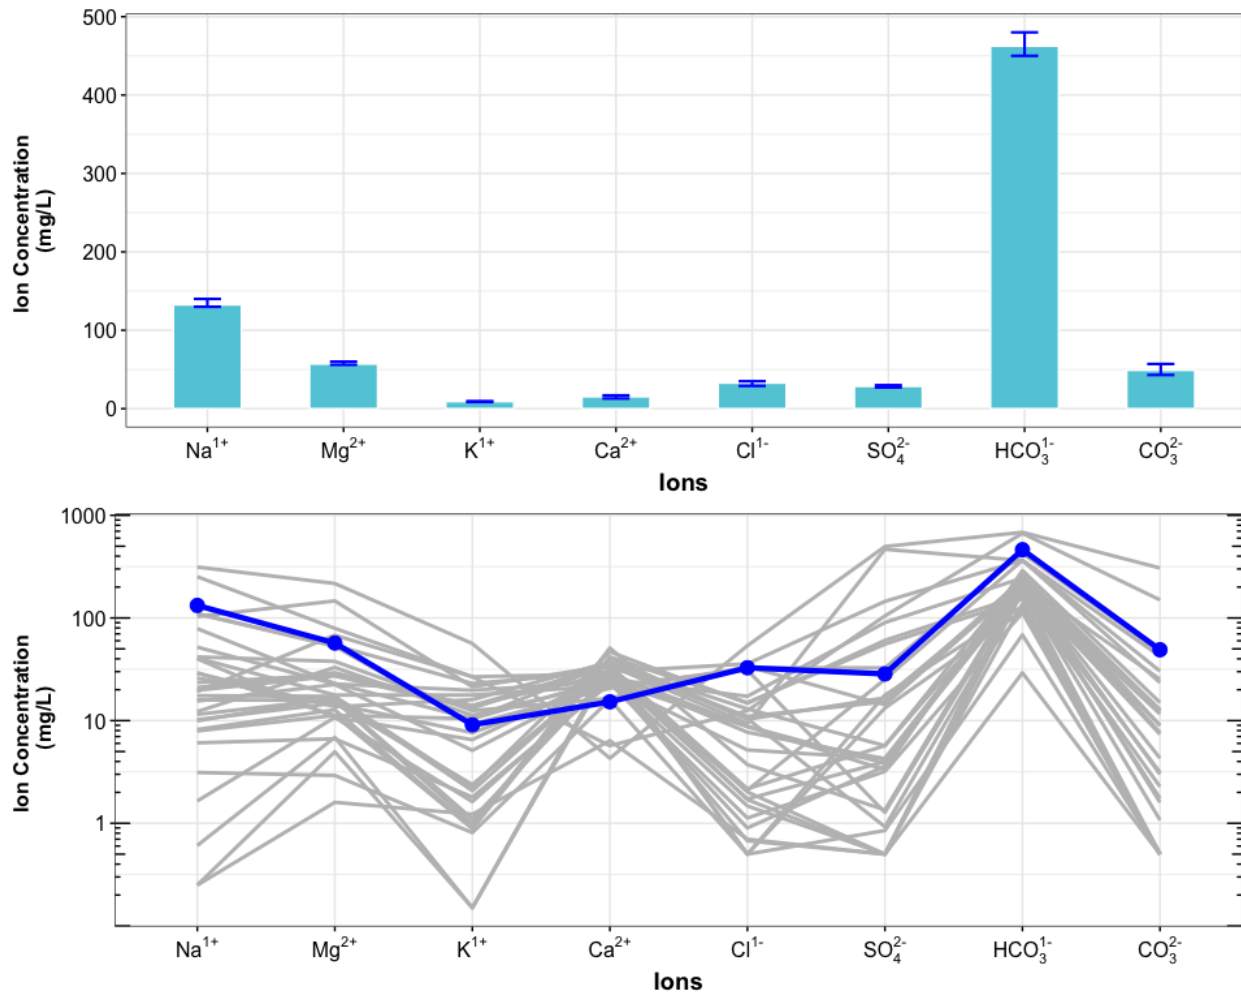 500
400
300
200
100
0
Ion Concentration
(mg/L)
Na¹⁺ Mg²⁺ K¹⁺ Ca²⁺ Cl¹⁻ SO₄²⁻ HCO₃¹⁻ CO₃²⁻
Ions
1000
100
10
1
Ion Concentration
(mg/L)
Na¹⁺ Mg²⁺ K¹⁺ Ca²⁺ Cl¹⁻ SO₄²⁻ HCO₃¹⁻ CO₃²⁻
Ions